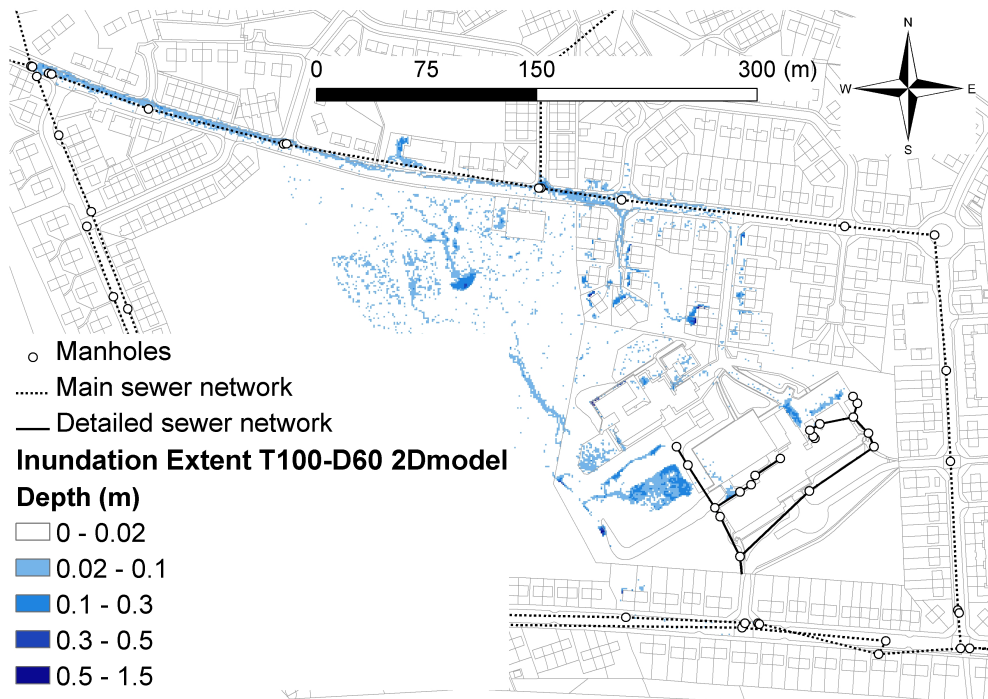 N
0 75 150 300 (m)
W E
S
Manholes
Main sewer network
Detailed sewer network
Inundation Extent T100-D60 2Dmodel
Depth (m)
0 - 0.02
0.02 - 0.1
0.1 - 0.3
0.3 - 0.5
0.5 - 1.5